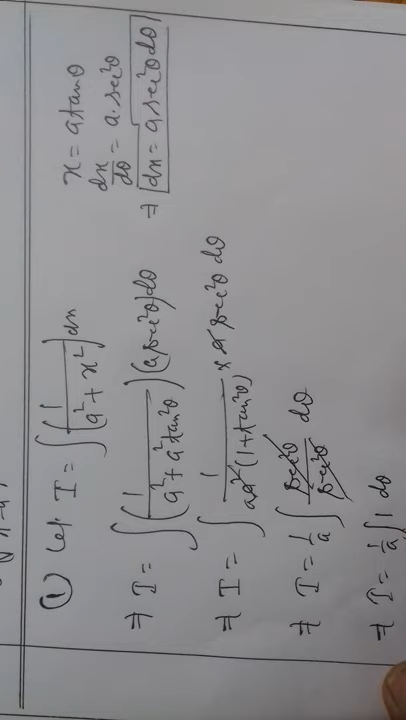 (1) Let I = ∫(1/(a² + x²))dx
x = a tanθ
dx/dθ = a·sec²θ
⇒ dx = a sec²θ dθ
⇒ I = ∫(1/(a² + a²tan²θ))(a sec²θ)dθ
⇒ I = ∫ 1/(a²(1+tan²θ)) × a sec²θ dθ
⇒ I = 1/a ∫ sec²θ/sec²θ dθ
⇒ I = 1/a ∫ 1 dθ